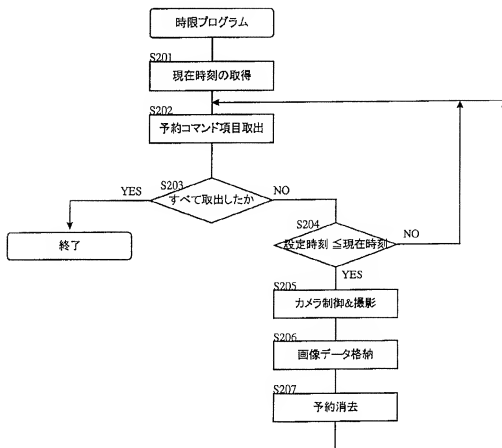 時限プログラム
S201
現在時刻の取得
S202
予約コマンド項目取出
S203
すべて取出したか
YES
NO
終了
S204
設定時刻 ≦ 現在時刻
NO
YES
S205
カメラ制御&撮影
S206
画像データ格納
S207
予約消去